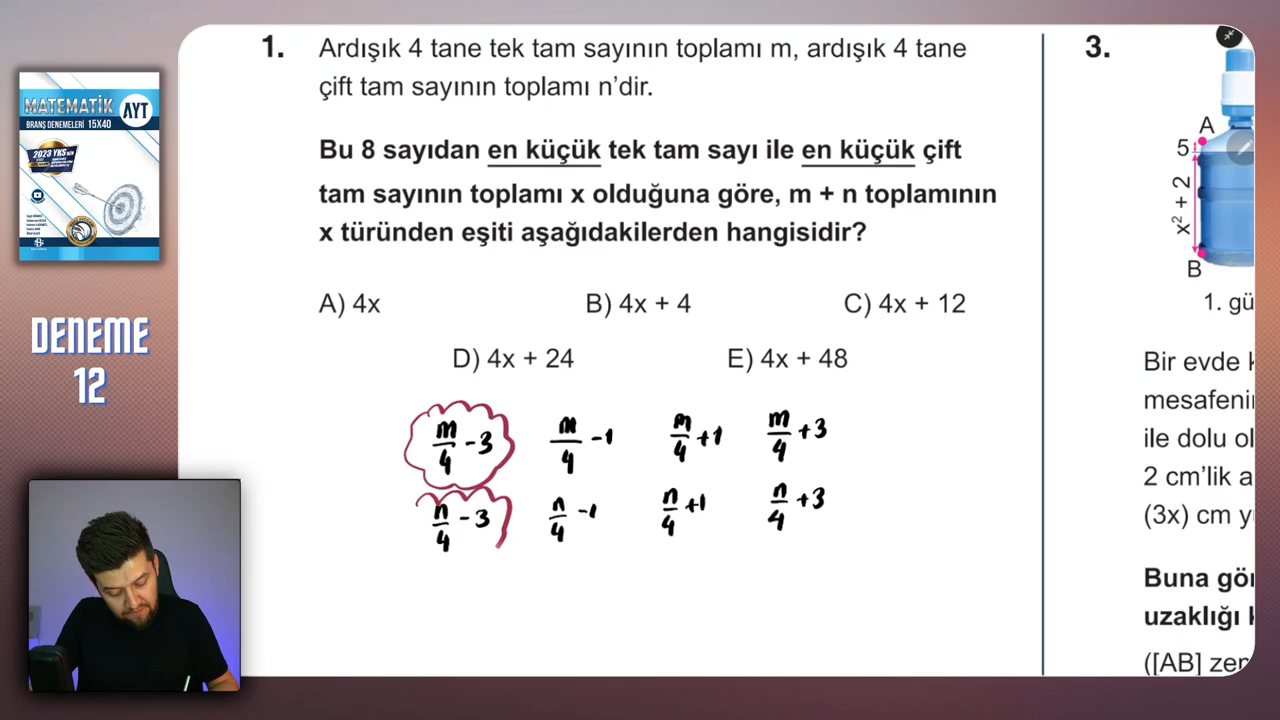 1. Ardışık 4 tane tek tam sayının toplamı m, ardışık 4 tane
çift tam sayının toplamı n’dir.
Bu 8 sayıdan en küçük tek tam sayı ile en küçük çift
tam sayının toplamı x olduğuna göre, m + n toplamının
x türünden eşiti aşağıdakilerden hangisidir?
A) 4x B) 4x + 4 C) 4x + 12
D) 4x + 24 E) 4x + 48
m/4 - 3 m/4 - 1 m/4 + 1 m/4 + 3
n/4 - 3 n/4 - 1 n/4 + 1 n/4 + 3
MATEMATİK AYT
BRANŞ DENEMELERİ 15X40
2023 YKS'NİN
DENEME
12
3.
A
5
x² + 2
B
1. gü
Bir evde
mesafeni
ile dolu ol
2 cm’lik a
(3x) cm y
Buna gö
uzaklığı
([AB] zem